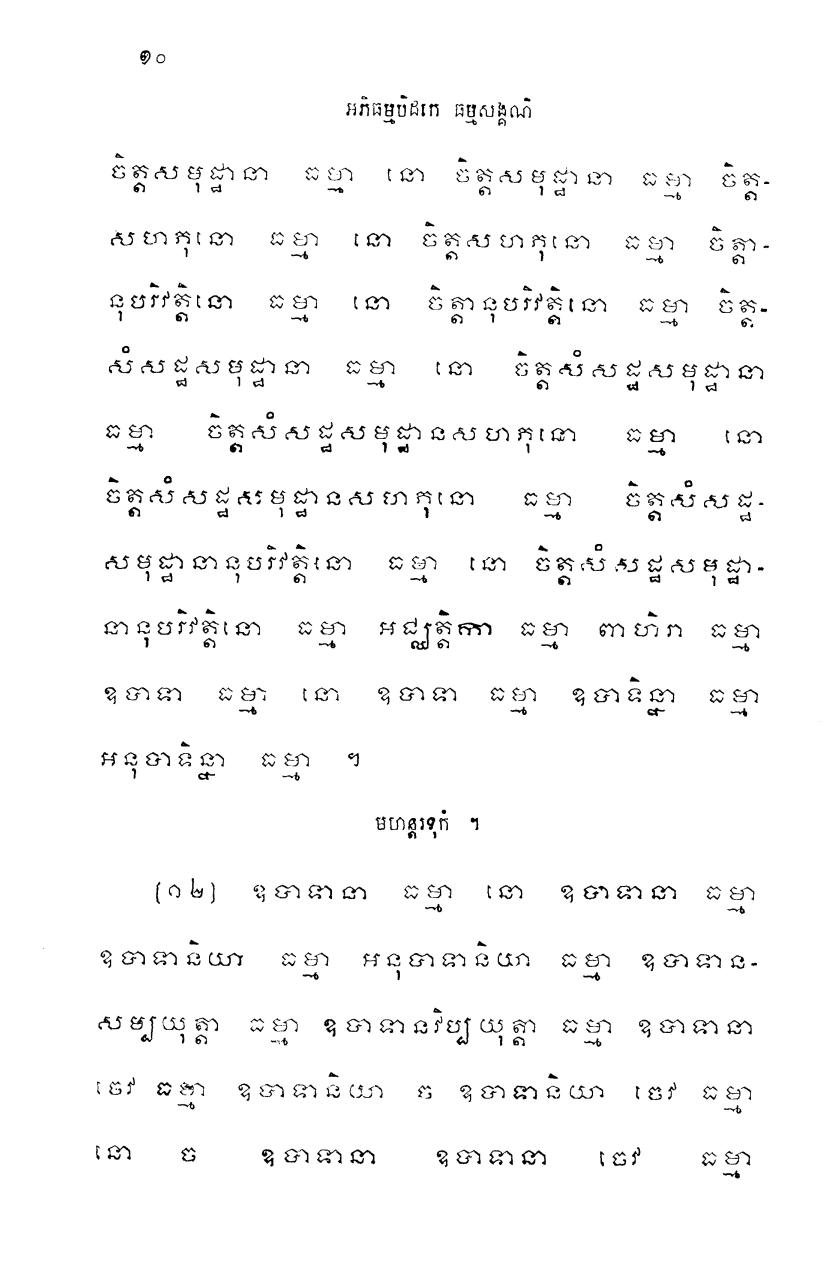 ១០
អភិធម្មបិដកេ ធម្មសង្គណី
ចិត្តសមុដ្ឋានា ធម្មា នោ ចិត្តសមុដ្ឋានា ធម្មា ចិត្ត-
សហភុនោ ធម្មា នោ ចិត្តសហភុនោ ធម្មា ចិត្តា-
នុបរិវត្តិនោ ធម្មា នោ ចិត្តានុបរិវត្តិនោ ធម្មា ចិត្ត-
សំសដ្ឋសមុដ្ឋានា ធម្មា នោ ចិត្តសំសដ្ឋសមុដ្ឋានា
ធម្មា ចិត្តសំសដ្ឋសមុដ្ឋានសហភុនោ ធម្មា នោ
ចិត្តសំសដ្ឋសមុដ្ឋានសហភុនោ ធម្មា ចិត្តសំសដ្ឋ-
សមុដ្ឋានានុបរិវត្តិនោ ធម្មា នោ ចិត្តសំសដ្ឋសមុដ្ឋា-
នានុបរិវត្តិនោ ធម្មា អជ្ឈត្តិកា ធម្មា ពាហិរា ធម្មា
ឧបាទា ធម្មា នោ ឧបាទា ធម្មា ឧបាទិន្នា ធម្មា
អនុបាទិន្នា ធម្មា ។
មហន្តរទុកំ ។
(១២) ឧបាទានា ធម្មា នោ ឧបាទានា ធម្មា
ឧបាទានិយា ធម្មា អនុបាទានិយា ធម្មា ឧបាទាន-
សម្បយុត្តា ធម្មា ឧបាទានវិប្បយុត្តា ធម្មា ឧបាទានា
ចេវ ធម្មា ឧបាទានិយា ច ឧបាទានិយា ចេវ ធម្មា
នោ ច ឧបាទានា ឧបាទានា ចេវ ធម្មា